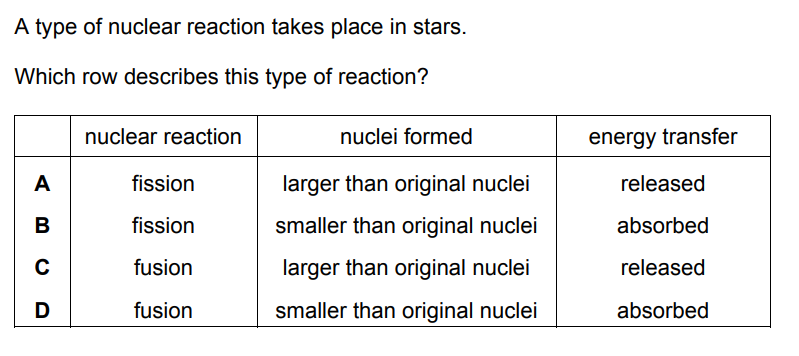 A type of nuclear reaction takes place in stars.
Which row describes this type of reaction?
nuclear reaction nuclei formed energy transfer
A fission larger than original nuclei released
B fission smaller than original nuclei absorbed
C fusion larger than original nuclei released
D fusion smaller than original nuclei absorbed